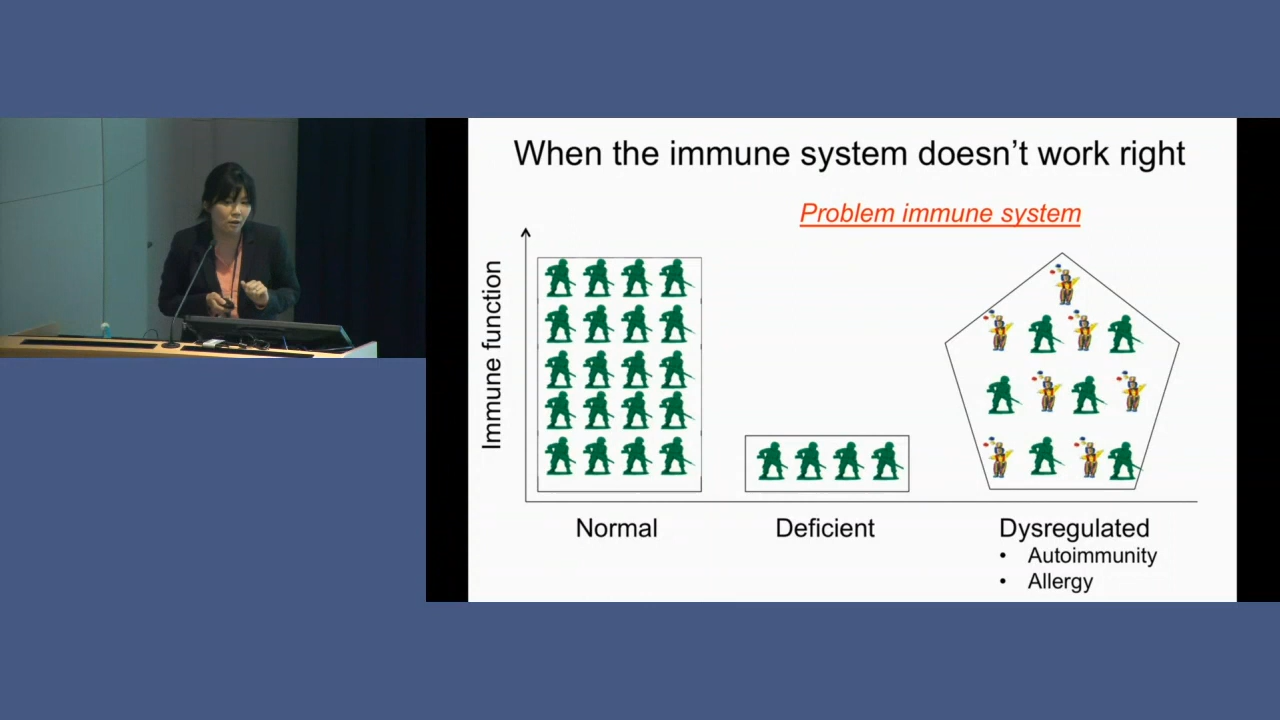 When the immune system doesn't work right
Problem immune system
Immune function
Normal
Deficient
Dysregulated
• Autoimmunity
• Allergy